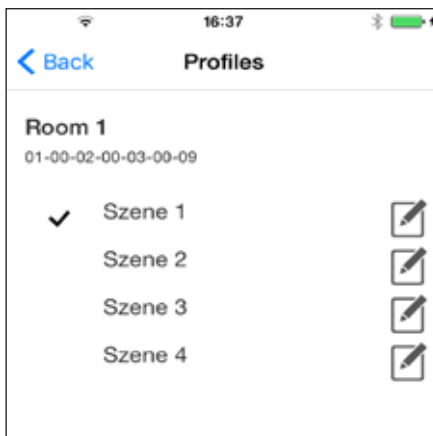 16:37
Back Profiles
Room 1
01-00-02-00-03-00-09
Szene 1
Szene 2
Szene 3
Szene 4